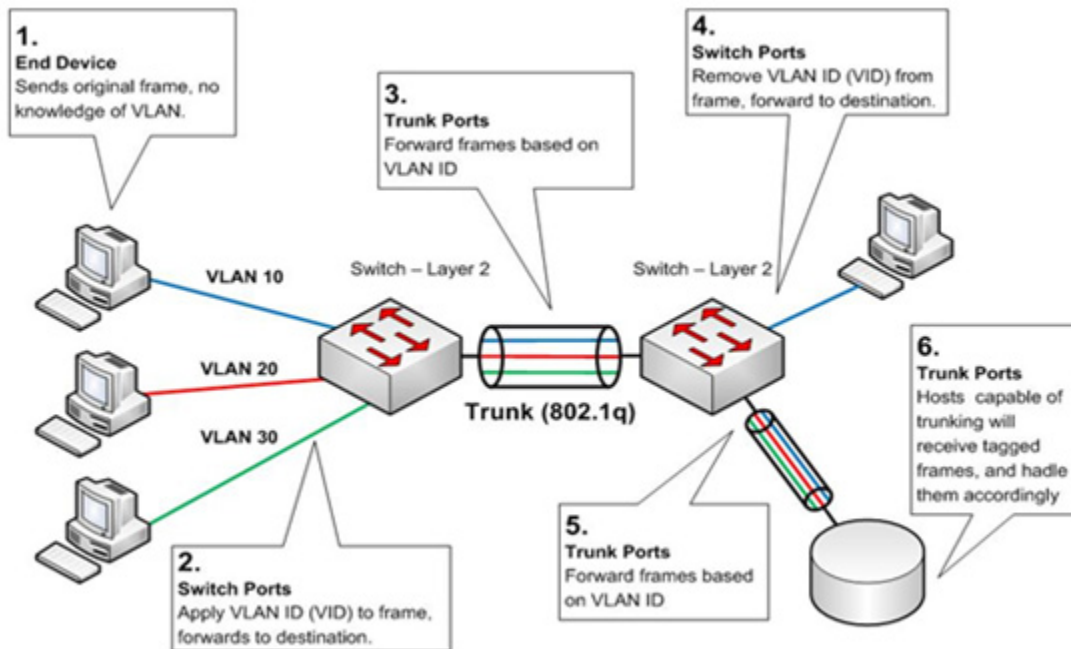 1.
End Device
Sends original frame, no
knowledge of VLAN.
4.
Switch Ports
Remove VLAN ID (VID) from
frame, forward to destination.
3.
Trunk Ports
Forward frames based on
VLAN ID
VLAN 10
Switch – Layer 2
Switch – Layer 2
VLAN 20
Trunk (802.1q)
VLAN 30
6.
Trunk Ports
Hosts capable of
trunking will
receive tagged
frames, and hadle
them accordingly
2.
Switch Ports
Apply VLAN ID (VID) to frame,
forwards to destination.
5.
Trunk Ports
Forward frames based
on VLAN ID